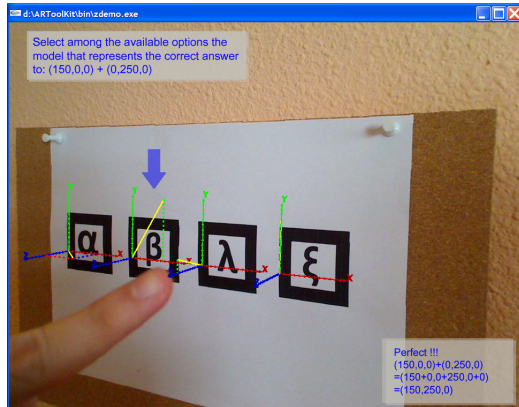 d:\ARToolKit\bin\zdemo.exe
Select among the available options the
model that represents the correct answer
to: (150,0,0) + (0,250,0)
Y Y Y Y
α β λ ξ
Z X Z Z X Z X
Perfect !!!
(150,0,0)+(0,250,0)
=(150+0,0+250,0+0)
=(150,250,0)